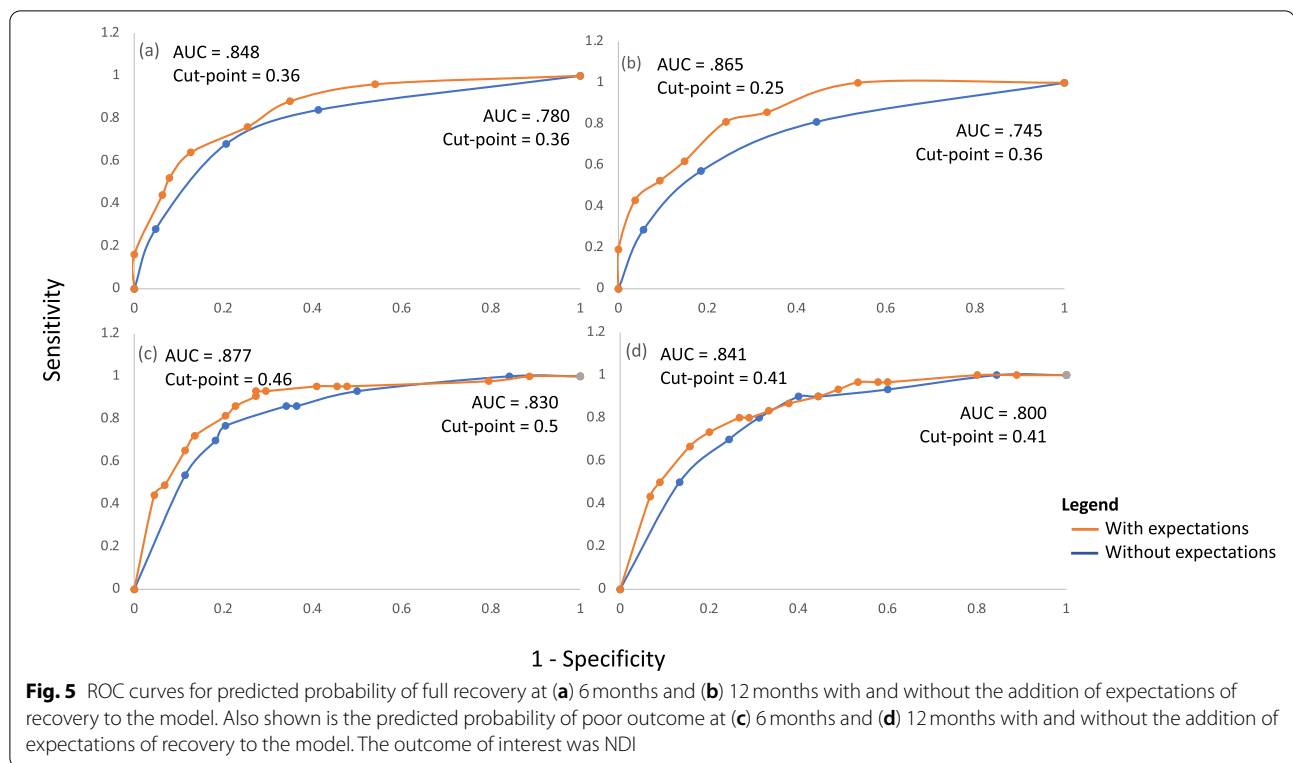 1.2
1
0.8
0.6
0.4
0.2
0
0 0.2 0.4 0.6 0.8 1
(a)
AUC = .848
Cut-point = 0.36
AUC = .780
Cut-point = 0.36
1.2
1
0.8
0.6
0.4
0.2
0
0 0.2 0.4 0.6 0.8 1
(b)
AUC = .865
Cut-point = 0.25
AUC = .745
Cut-point = 0.36
Sensitivity
1.2
1
0.8
0.6
0.4
0.2
0
0 0.2 0.4 0.6 0.8 1
(c)
AUC = .877
Cut-point = 0.46
AUC = .830
Cut-point = 0.5
1.2
1
0.8
0.6
0.4
0.2
0
0 0.2 0.4 0.6 0.8 1
(d)
AUC = .841
Cut-point = 0.41
AUC = .800
Cut-point = 0.41
Legend
With expectations
Without expectations
1 - Specificity
Fig. 5 ROC curves for predicted probability of full recovery at (a) 6 months and (b) 12 months with and without the addition of expectations of
recovery to the model. Also shown is the predicted probability of poor outcome at (c) 6 months and (d) 12 months with and without the addition of
expectations of recovery to the model. The outcome of interest was NDI